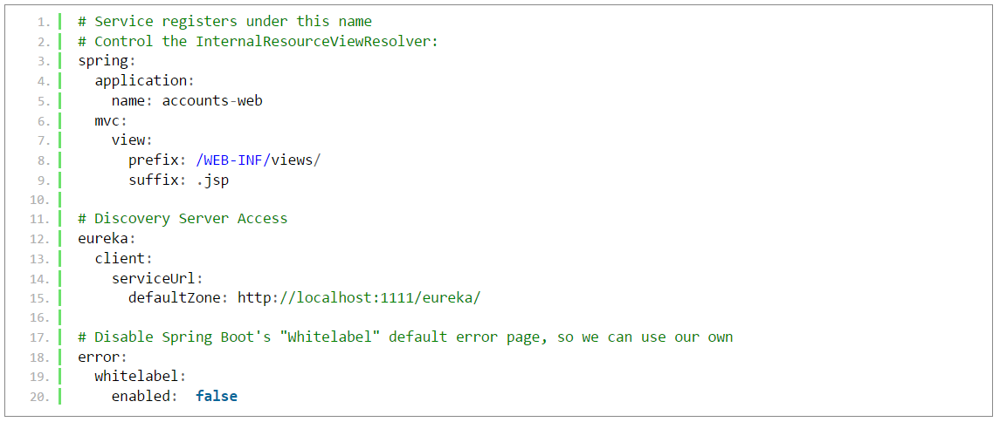 1. # Service registers under this name
2. # Control the InternalResourceViewResolver:
3. spring:
4.   application:
5.     name: accounts-web
6.   mvc:
7.     view:
8.       prefix: /WEB-INF/views/
9.       suffix: .jsp
10.
11. # Discovery Server Access
12. eureka:
13.   client:
14.     serviceUrl:
15.       defaultZone: http://localhost:1111/eureka/
16.
17. # Disable Spring Boot's "Whitelabel" default error page, so we can use our own
18. error:
19.   whitelabel:
20.     enabled:  false